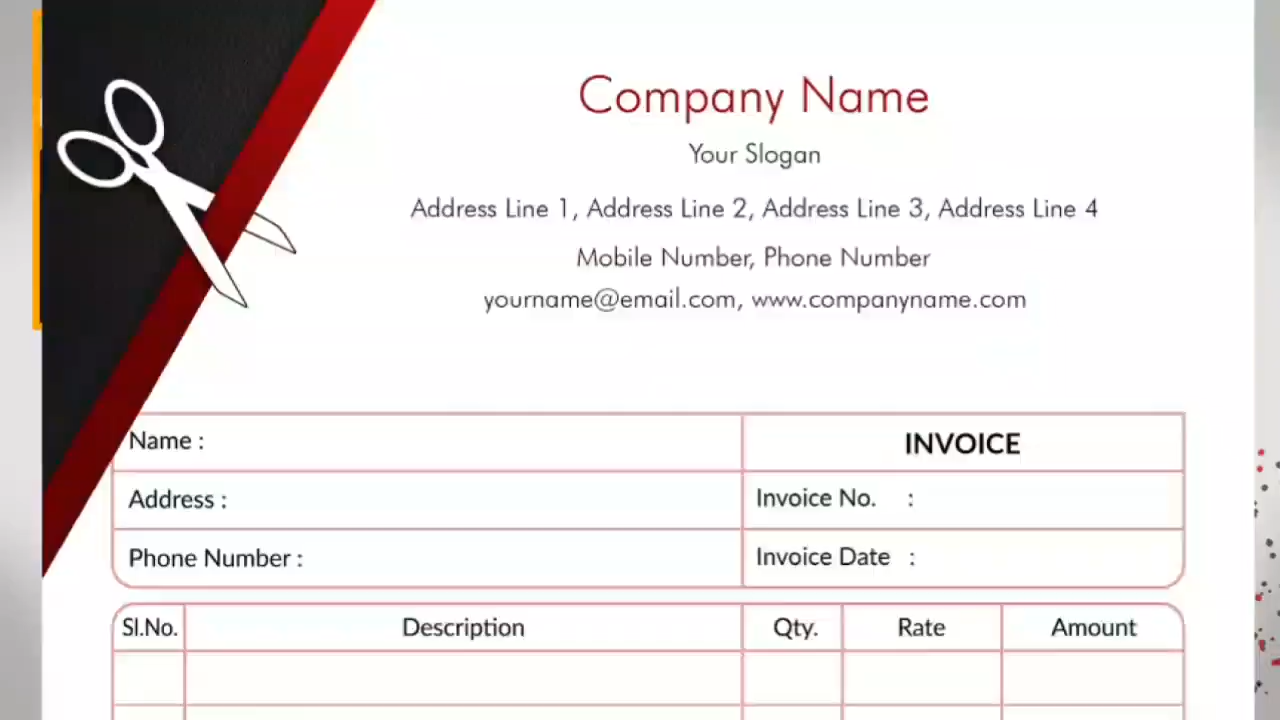 Company Name
Your Slogan
Address Line 1, Address Line 2, Address Line 3, Address Line 4
Mobile Number, Phone Number
yourname@email.com, www.companyname.com
Name :
INVOICE
Address :
Invoice No. :
Phone Number :
Invoice Date :
Sl.No. Description Qty. Rate Amount